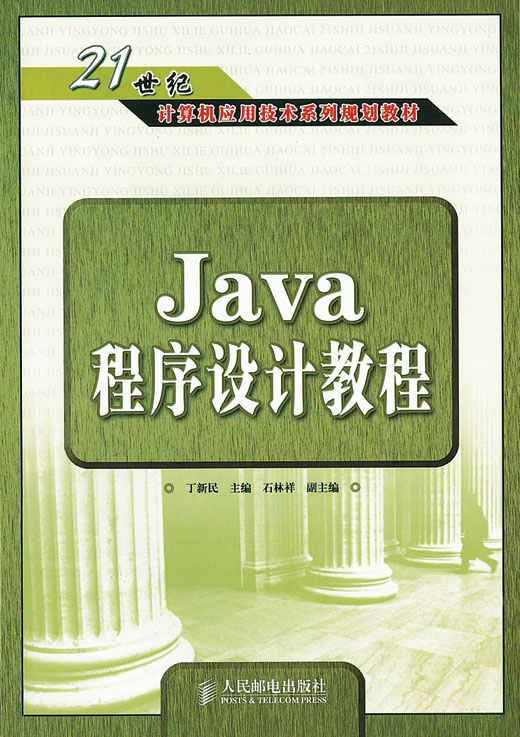 21世纪
计算机应用技术系列规划教材
Java
程序设计教程
◎ 丁新民 主编 石林祥 副主编 ◎
人民邮电出版社
POSTS & TELECOM PRESS